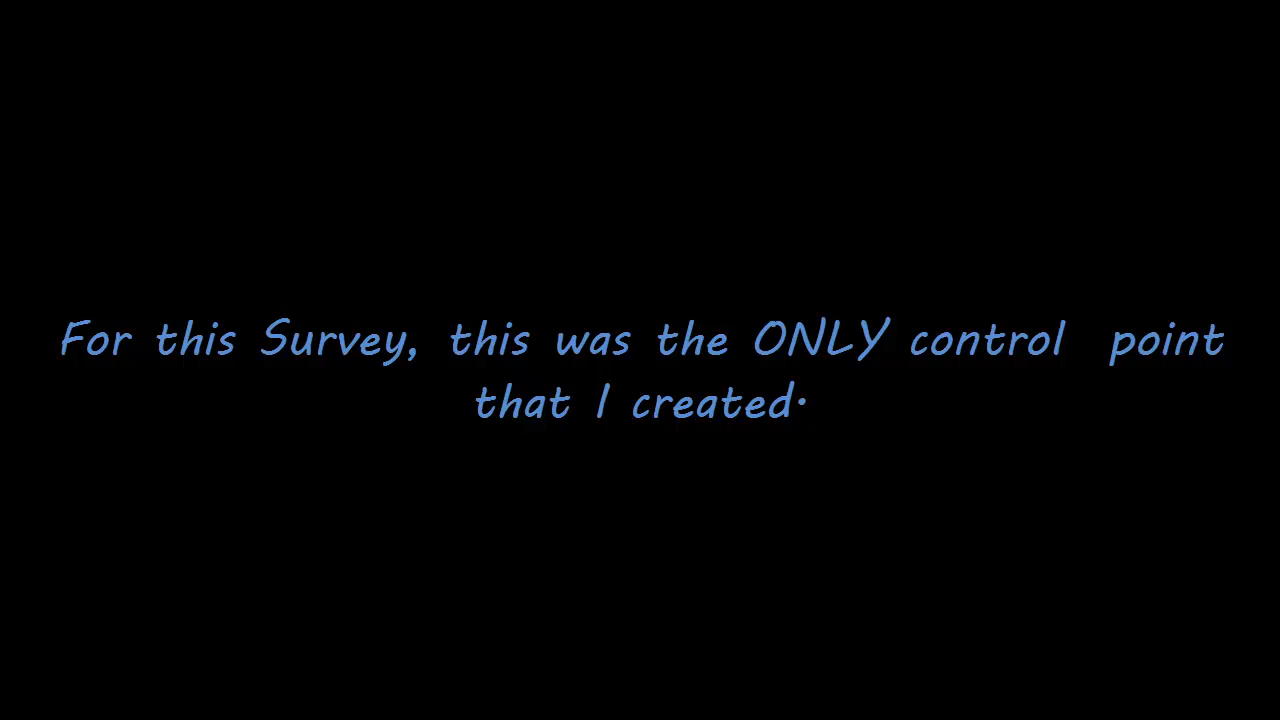 For this Survey, this was the ONLY control point
that I created.